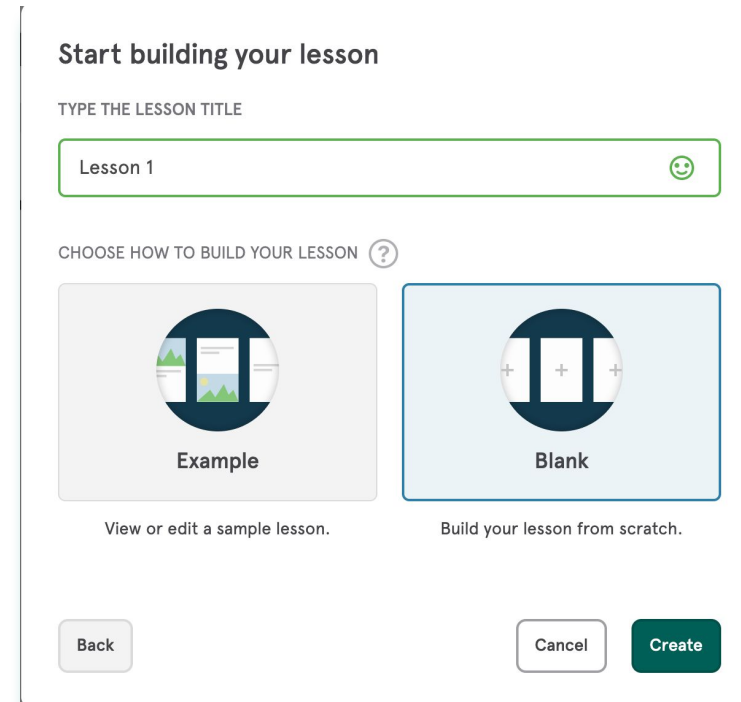 Start building your lesson
TYPE THE LESSON TITLE
Lesson 1
CHOOSE HOW TO BUILD YOUR LESSON ?
Example
Blank
View or edit a sample lesson.
Build your lesson from scratch.
Back
Cancel
Create